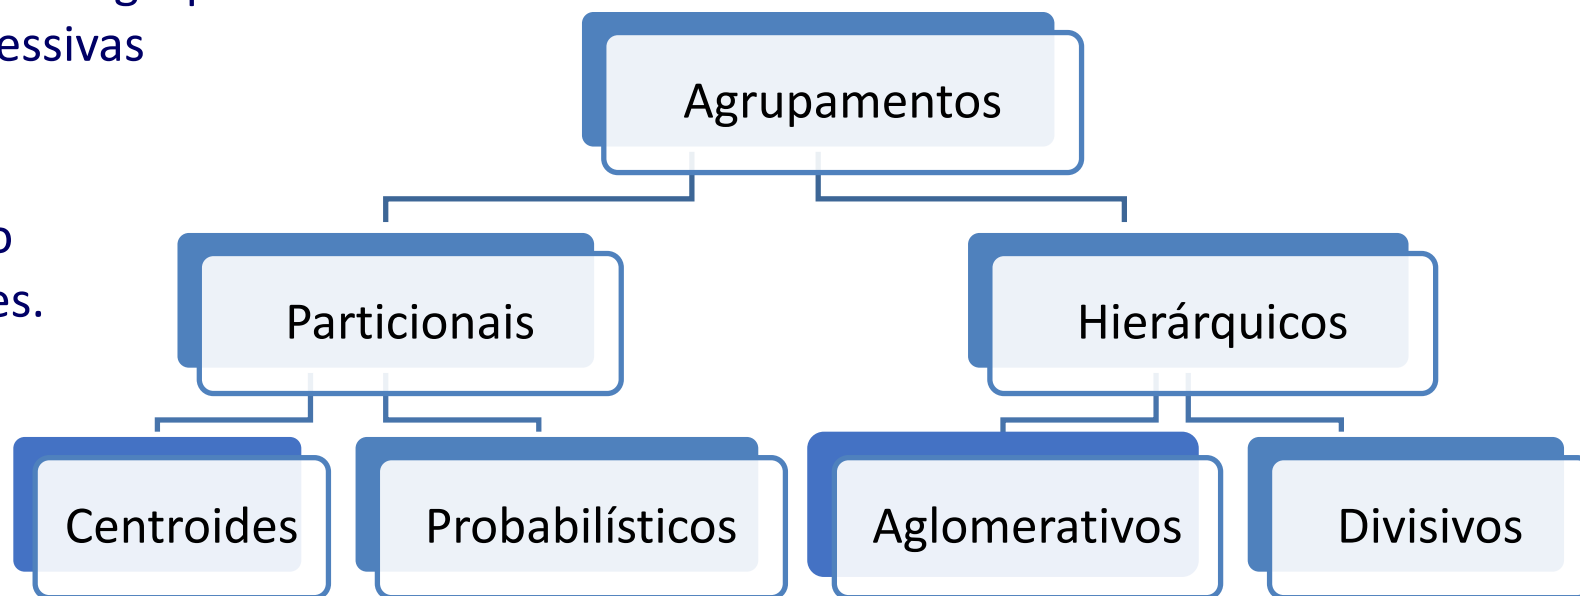 essivas
Agrupamentos
es.
Particionais
Hierárquicos
Centroides
Probabilísticos
Aglomerativos
Divisivos